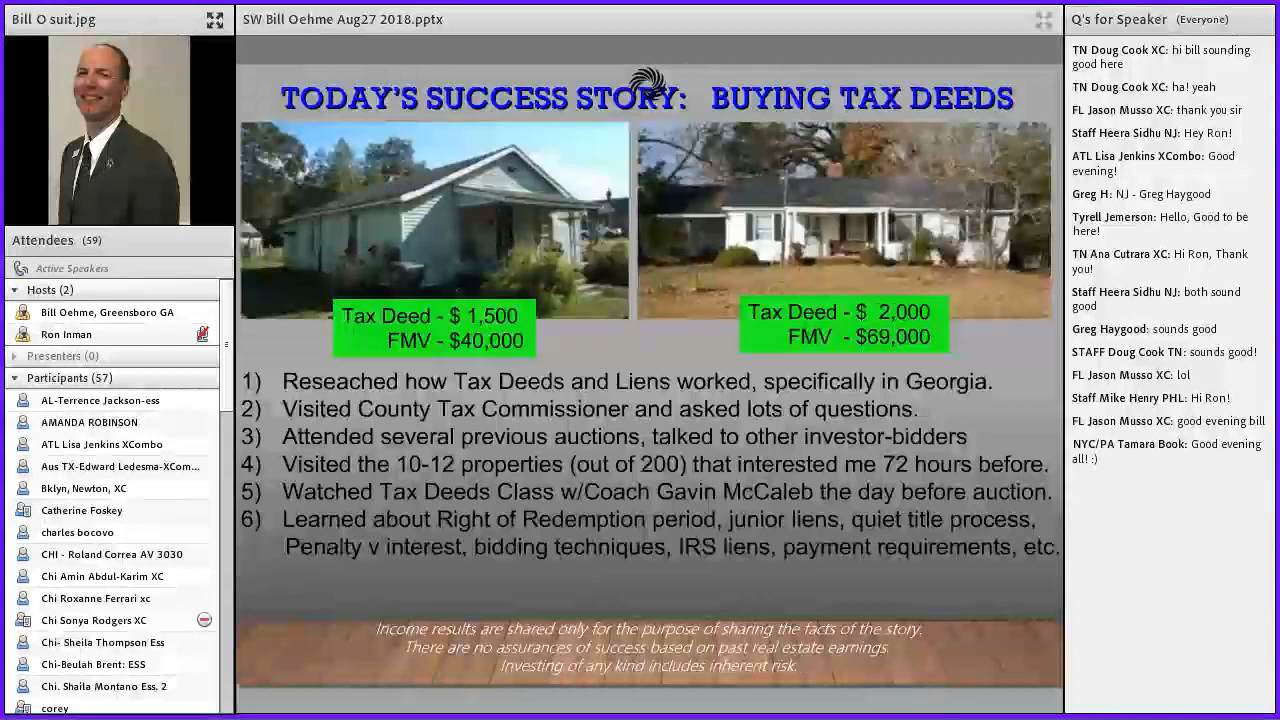 Bill O suit.jpg
Attendees (59)
Active Speakers
Hosts (2)
Bill Oehme, Greensboro GA
Ron Inman
Presenters (0)
Participants (57)
AL-Terrence Jackson-ess
AMANDA ROBINSON
ATL Lisa Jenkins XCombo
Aus TX-Edward Ledesma-XCom...
Bklyn, Newton, XC
Catherine Foskey
charles bocovo
CHI - Roland Correa AV 3030
Chi Amin Abdul-Karim XC
Chi Roxanne Ferrari xc
Chi Sonya Rodgers XC
Chi- Sheila Thompson Ess
Chi-Beulah Brent: ESS
Chi. Shaila Montano Ess. 2
corey
SW Bill Oehme Aug27 2018.pptx
TODAY'S SUCCESS STORY: BUYING TAX DEEDS
Tax Deed - $ 1,500
FMV - $40,000
Tax Deed - $ 2,000
FMV - $69,000
1) Reseached how Tax Deeds and Liens worked, specifically in Georgia.
2) Visited County Tax Commissioner and asked lots of questions.
3) Attended several previous auctions, talked to other investor-bidders
4) Visited the 10-12 properties (out of 200) that interested me 72 hours before.
5) Watched Tax Deeds Class w/Coach Gavin McCaleb the day before auction.
6) Learned about Right of Redemption period, junior liens, quiet title process,
Penalty v interest, bidding techniques, IRS liens, payment requirements, etc.
Income results are shared only for the purpose of sharing the facts of the story.
There are no assurances of success based on past real estate earnings.
Investing of any kind includes inherent risk.
Q's for Speaker (Everyone)
TN Doug Cook XC: hi bill sounding
good here
TN Doug Cook XC: ha! yeah
FL Jason Musso XC: thank you sir
Staff Heera Sidhu NJ: Hey Ron!
ATL Lisa Jenkins XCombo: Good
evening!
Greg H: NJ - Greg Haygood
Tyrell Jemerson: Hello, Good to be
here!
TN Ana Cutrara XC: Hi Ron, Thank
you!
Staff Heera Sidhu NJ: both sound
good
Greg Haygood: sounds good
STAFF Doug Cook TN: sounds good!
FL Jason Musso XC: lol
Staff Mike Henry PHL: Hi Ron!
FL Jason Musso XC: good evening bill
NYC/PA Tamara Book: Good evening
all! :)